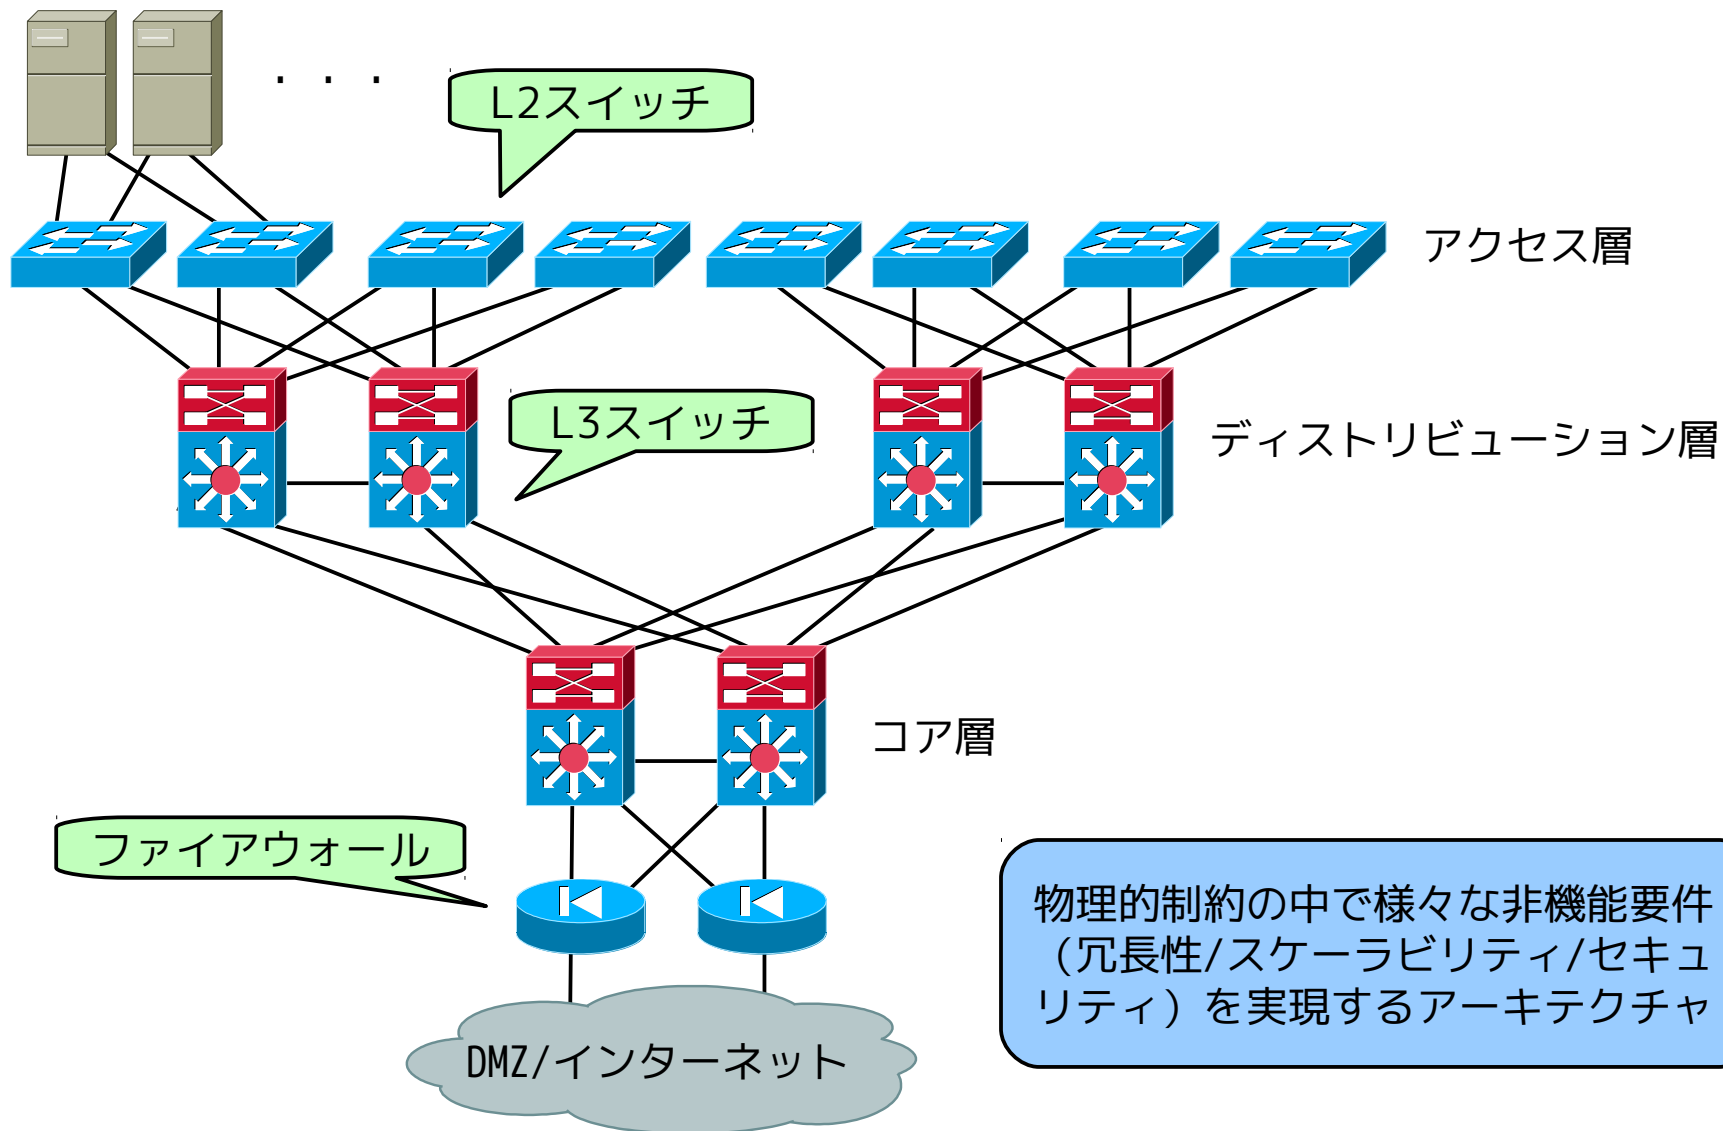 ・・・
L2スイッチ
アクセス層
L3スイッチ
ディストリビューション層
コア層
ファイアウォール
物理的制約の中で様々な非機能要件
（冗長性/スケーラビリティ/セキュ
リティ）を実現するアーキテクチャ
DMZ/インターネット